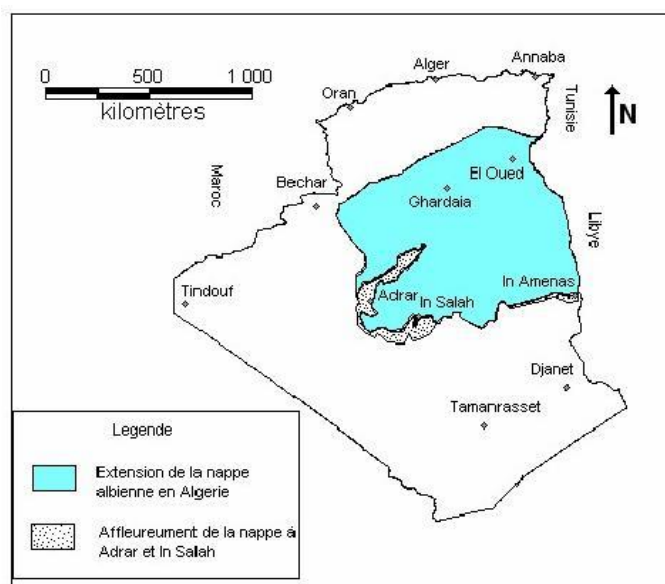 Annaba
Alger
0 500 1 000
kilomètres
Oran
Tunisie
N
Maroc
Bechar
El Oued
Ghardaia
Libye
In Amenas
Tindouf
Adrar
In Salah
Djanet
Tamanrasset
Legende
Extension de la nappe
albienne en Algerie
Affleureument de la nappe á
Adrar et In Salah